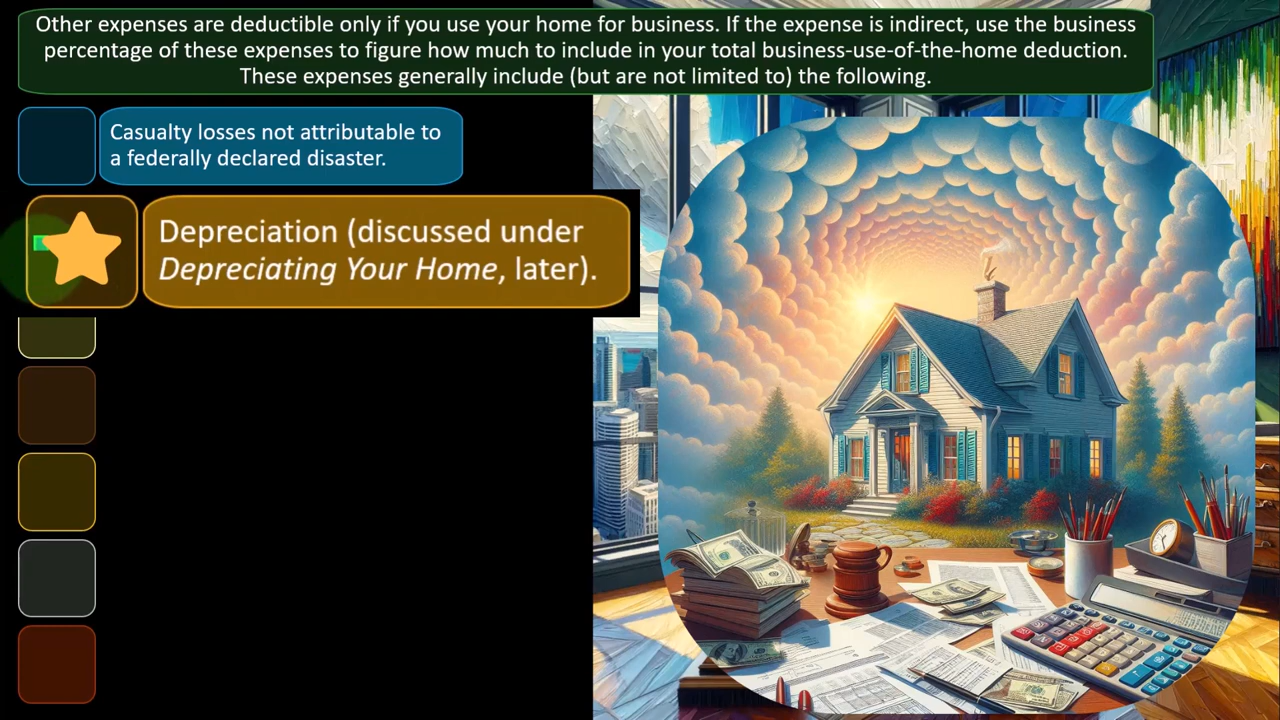 Other expenses are deductible only if you use your home for business. If the expense is indirect, use the business
percentage of these expenses to figure how much to include in your total business-use-of-the-home deduction.
These expenses generally include (but are not limited to) the following.
Casualty losses not attributable to
a federally declared disaster.
Depreciation (discussed under
Depreciating Your Home, later).